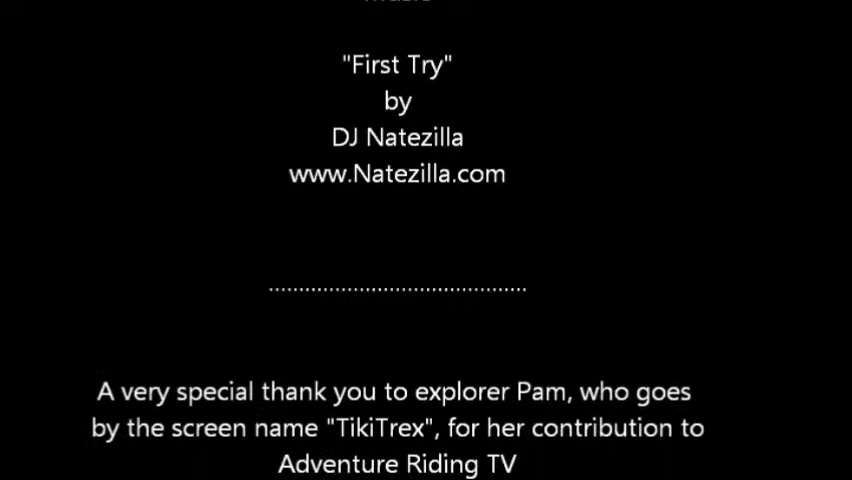 "First Try"
by
DJ Natezilla
www.Natezilla.com
...........................................
A very special thank you to explorer Pam, who goes
by the screen name "TikiTrex", for her contribution to
Adventure Riding TV